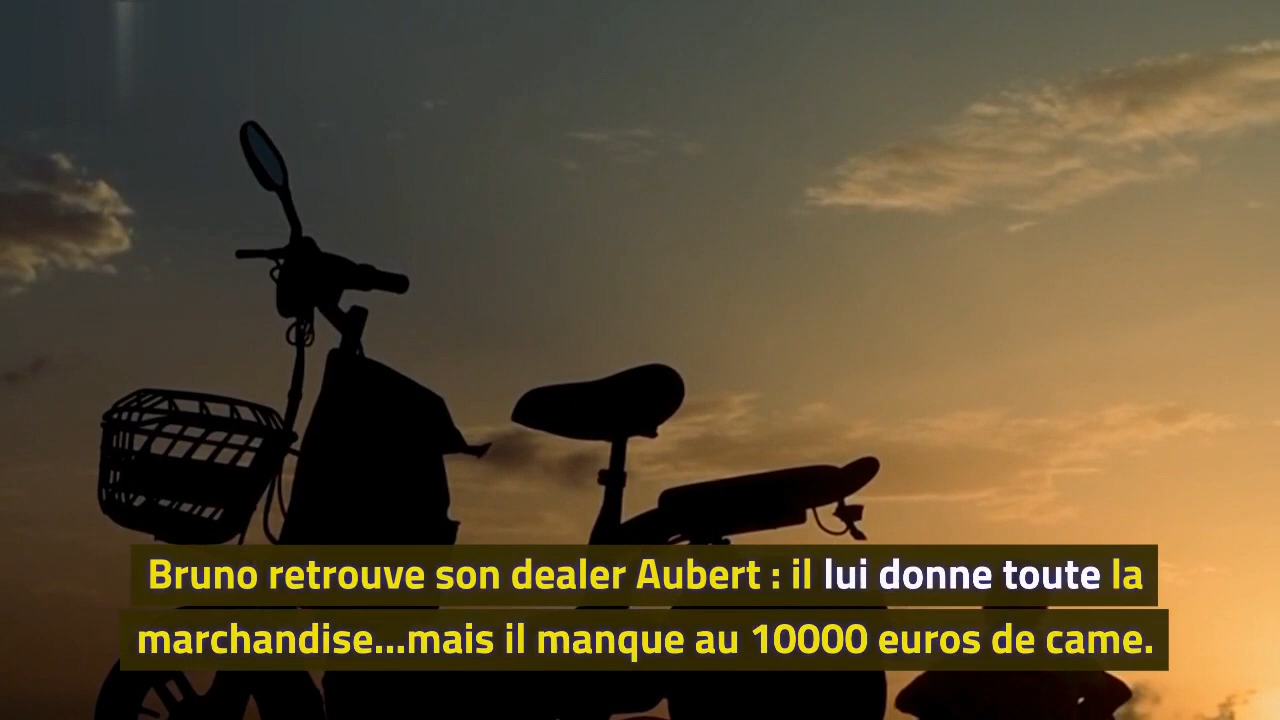 Bruno retrouve son dealer Aubert : il lui donne toute la
marchandise...mais il manque au 10000 euros de came.